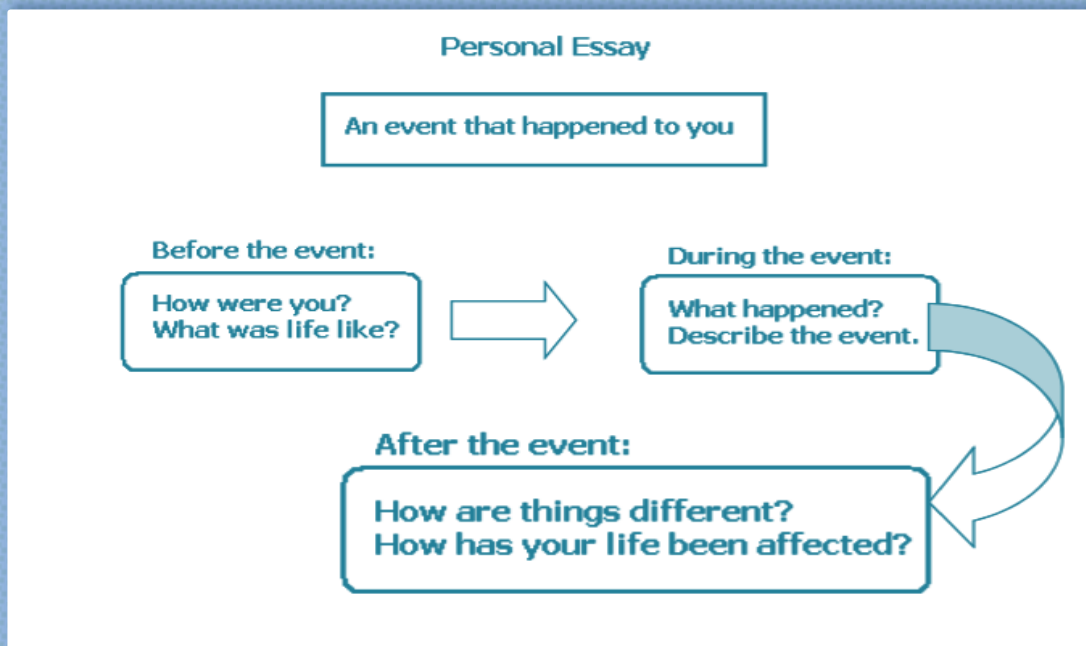 Personal Essay
An event that happened to you
Before the event:
How were you?
What was life like?
During the event:
What happened?
Describe the event.
After the event:
How are things different?
How has your life been affected?